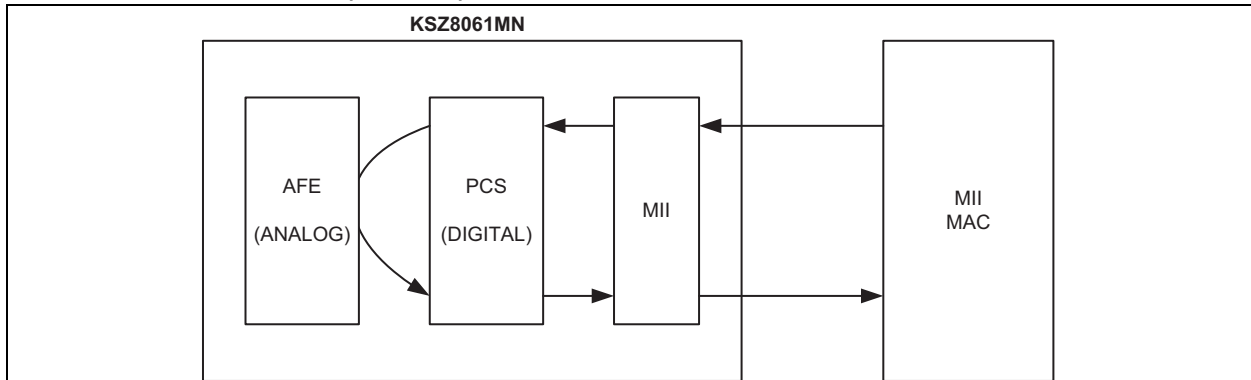 KSZ8061MN
AFE
(ANALOG)
PCS
(DIGITAL)
MII
MII
MAC